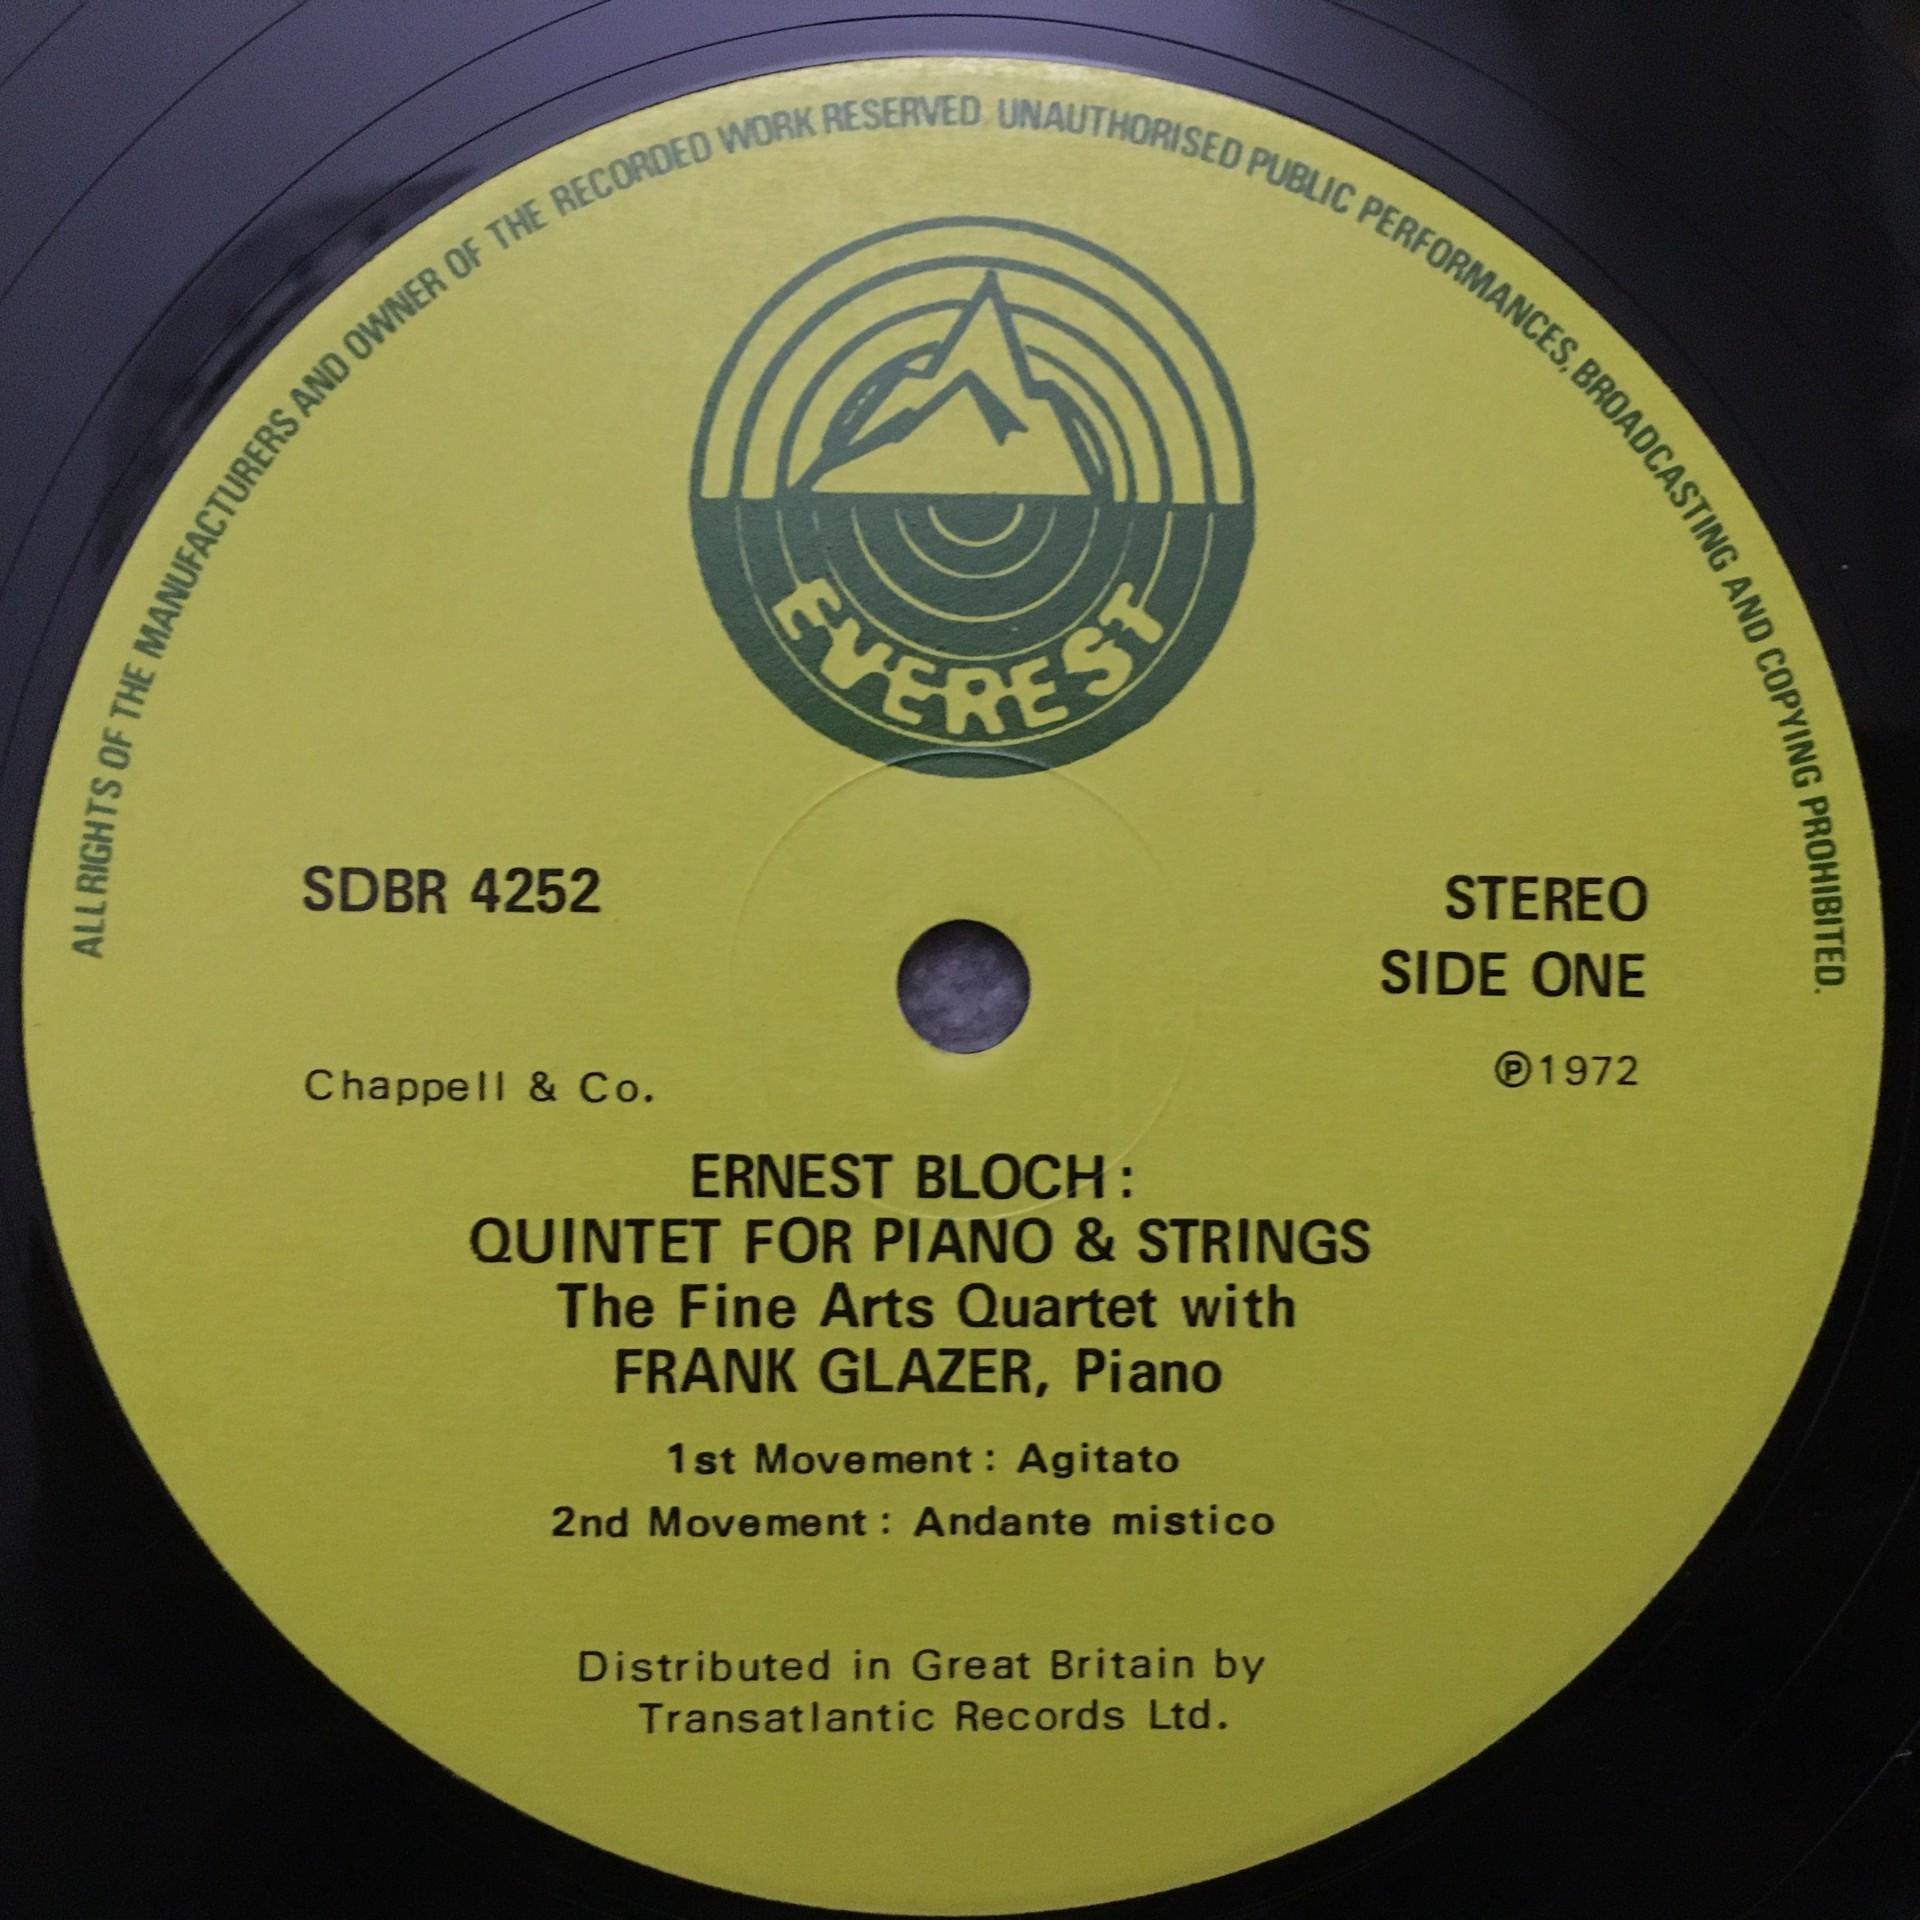 ALL RIGHTS OF THE MANUFACTURERS AND OWNER OF THE RECORDED WORK RESERVED UNAUTHORISED PUBLIC PERFORMANCES, BROADCASTING AND COPYING PROHIBITED.
EVEREST
SDBR 4252
STEREO
SIDE ONE
Chappell & Co.
℗1972
ERNEST BLOCH:
QUINTET FOR PIANO & STRINGS
The Fine Arts Quartet with
FRANK GLAZER, Piano
1st Movement: Agitato
2nd Movement: Andante mistico
Distributed in Great Britain by
Transatlantic Records Ltd.